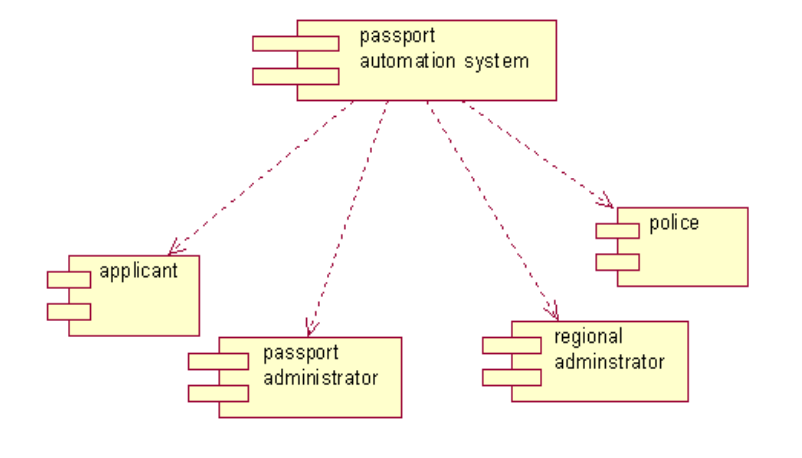 passport
automation system
police
applicant
regional
adminstrator
passport
administrator